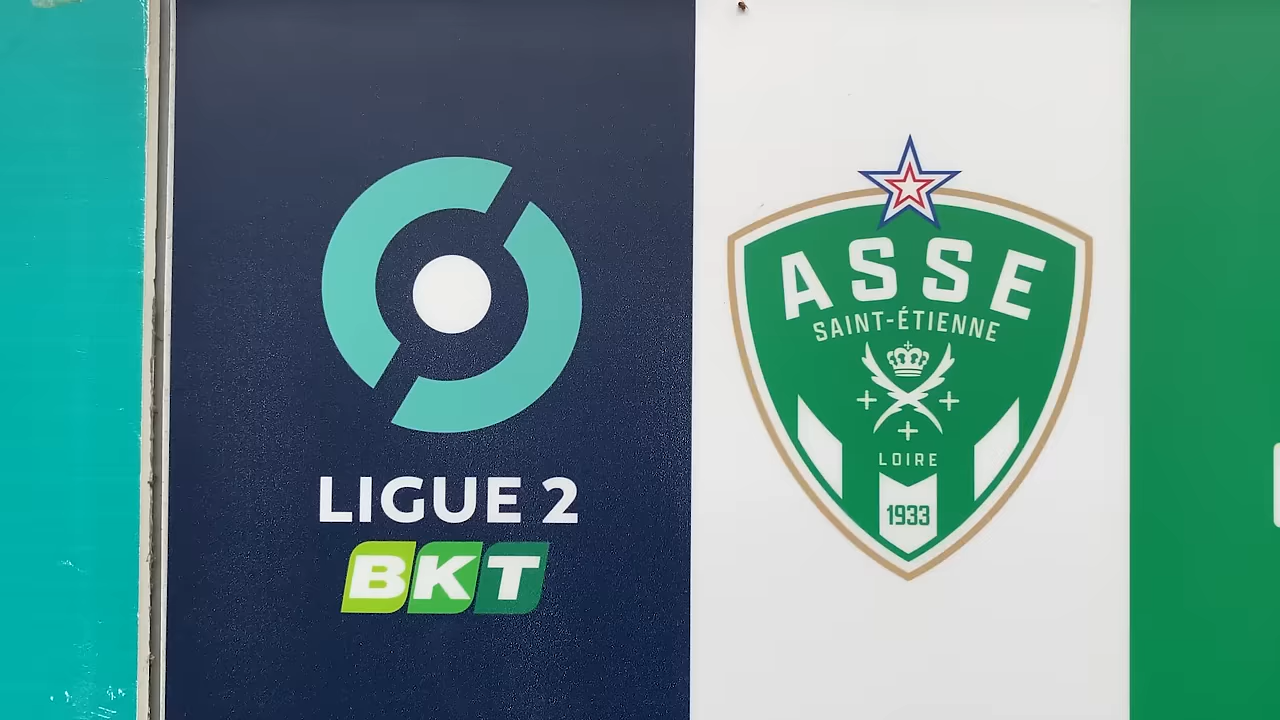 LIGUE 2
BKT
ASSE
SAINT-ÉTIENNE
LOIRE
1933